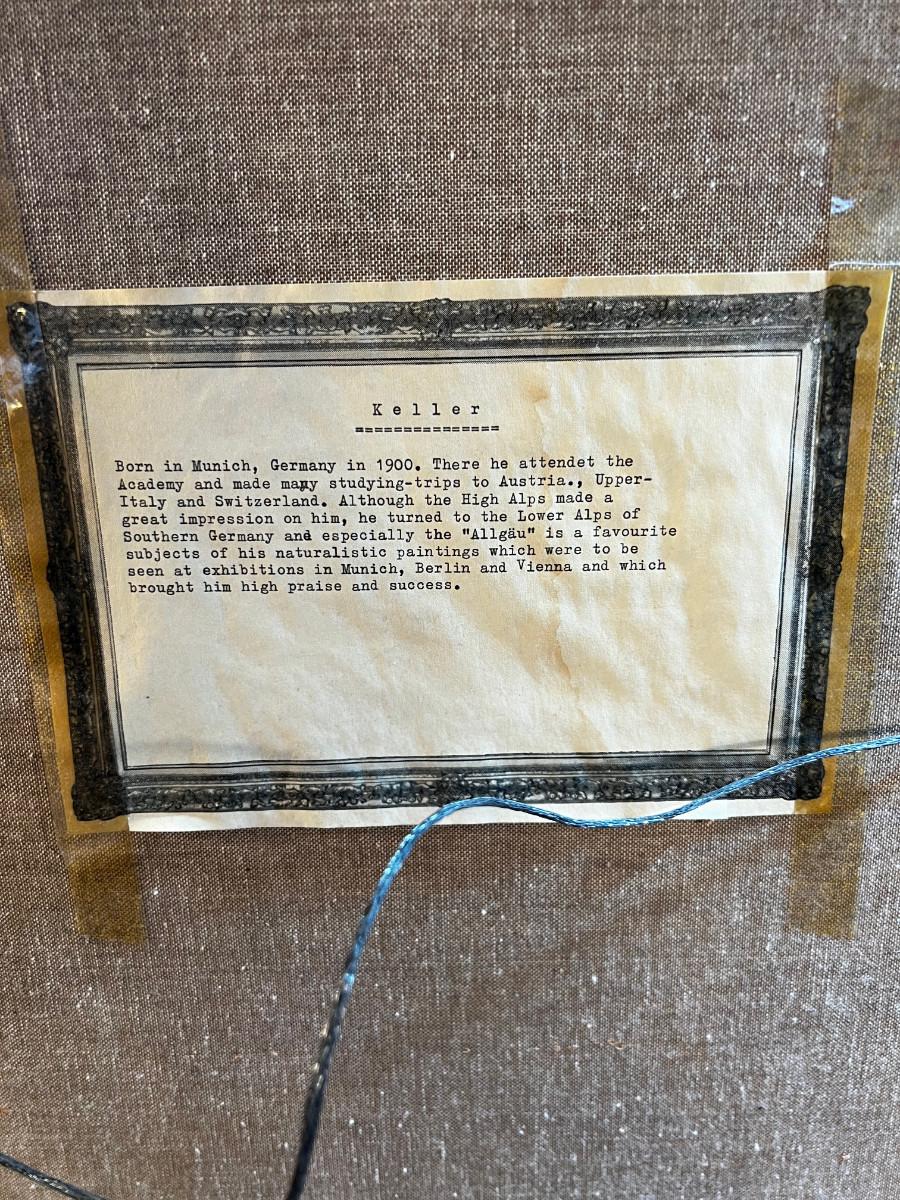 K e l l e r
===============
Born in Munich, Germany in 1900. There he attendet the
Academy and made many studying-trips to Austria., Upper-
Italy and Switzerland. Although the High Alps made a
great impression on him, he turned to the Lower Alps of
Southern Germany and especially the "Allgäu" is a favourite
subjects of his naturalistic paintings which were to be
seen at exhibitions in Munich, Berlin and Vienna and which
brought him high praise and success.